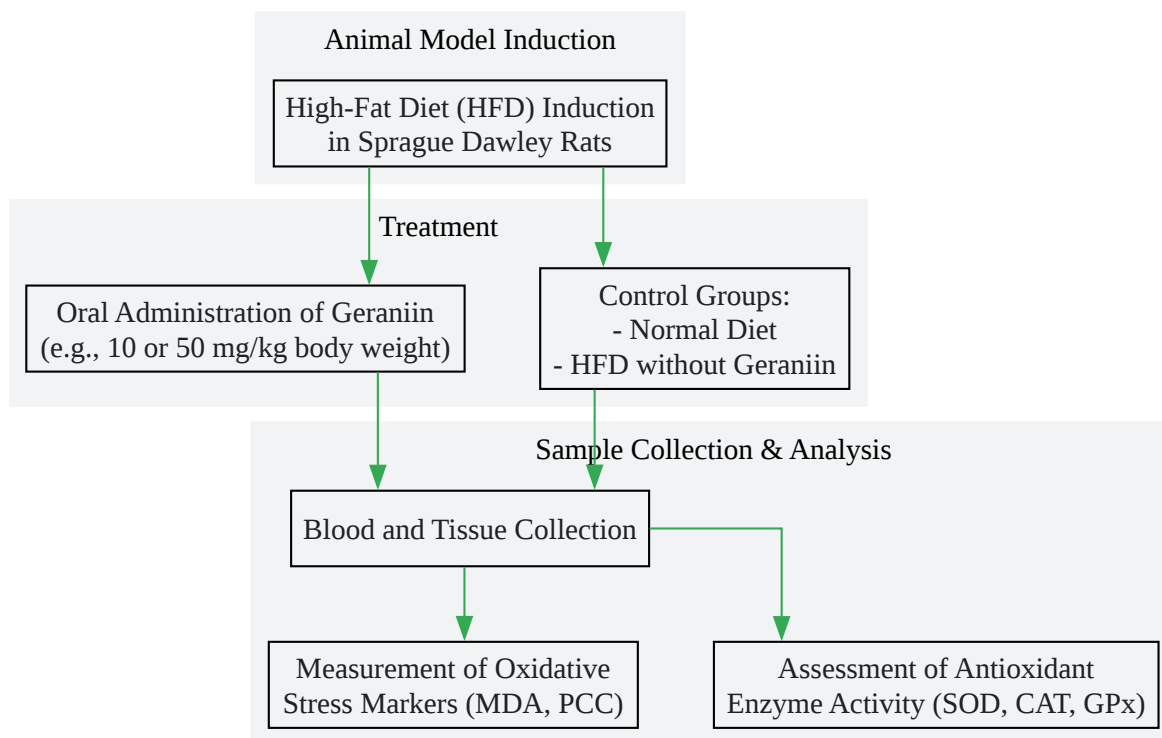 Animal Model Induction
High-Fat Diet (HFD) Induction
in Sprague Dawley Rats
Treatment
Oral Administration of Geraniin
(e.g., 10 or 50 mg/kg body weight)
Control Groups:
- Normal Diet
- HFD without Geraniin
Sample Collection & Analysis
Blood and Tissue Collection
Measurement of Oxidative
Stress Markers (MDA, PCC)
Assessment of Antioxidant
Enzyme Activity (SOD, CAT, GPx)